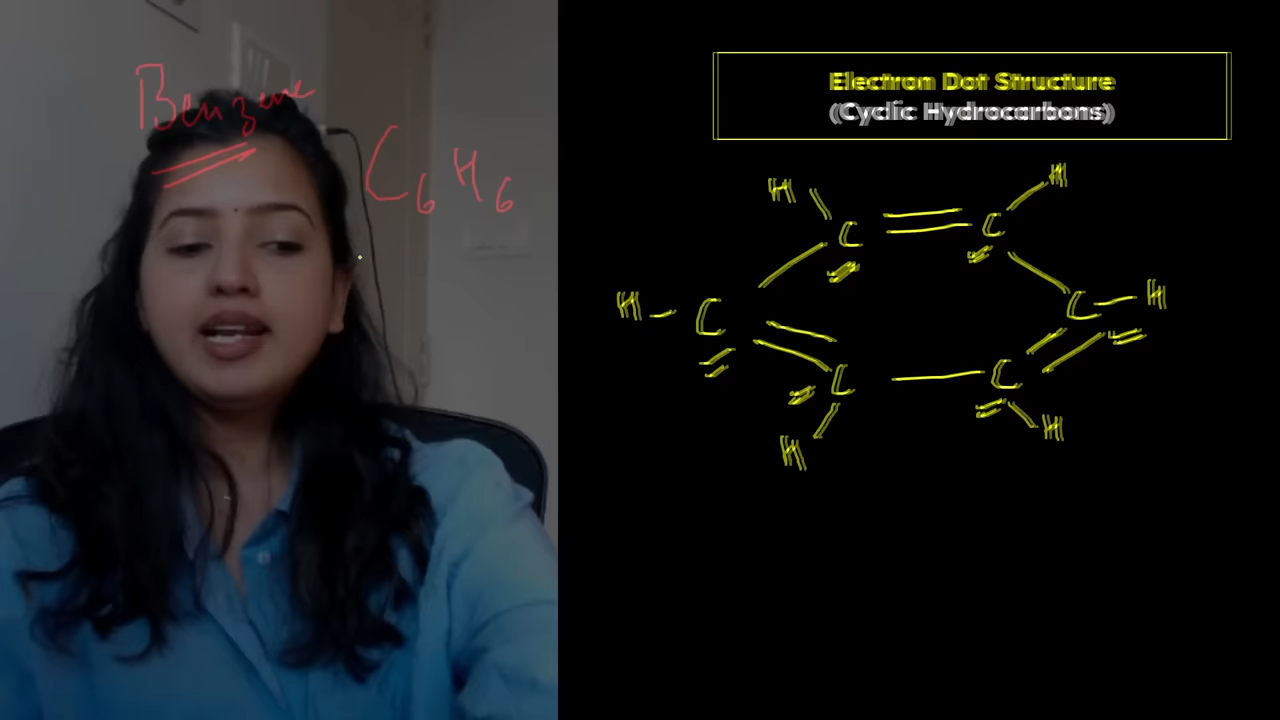 Benzene
C6H6
Electron Dot Structure
(Cyclic Hydrocarbons)
H H
C C
H C C H
C C
H H